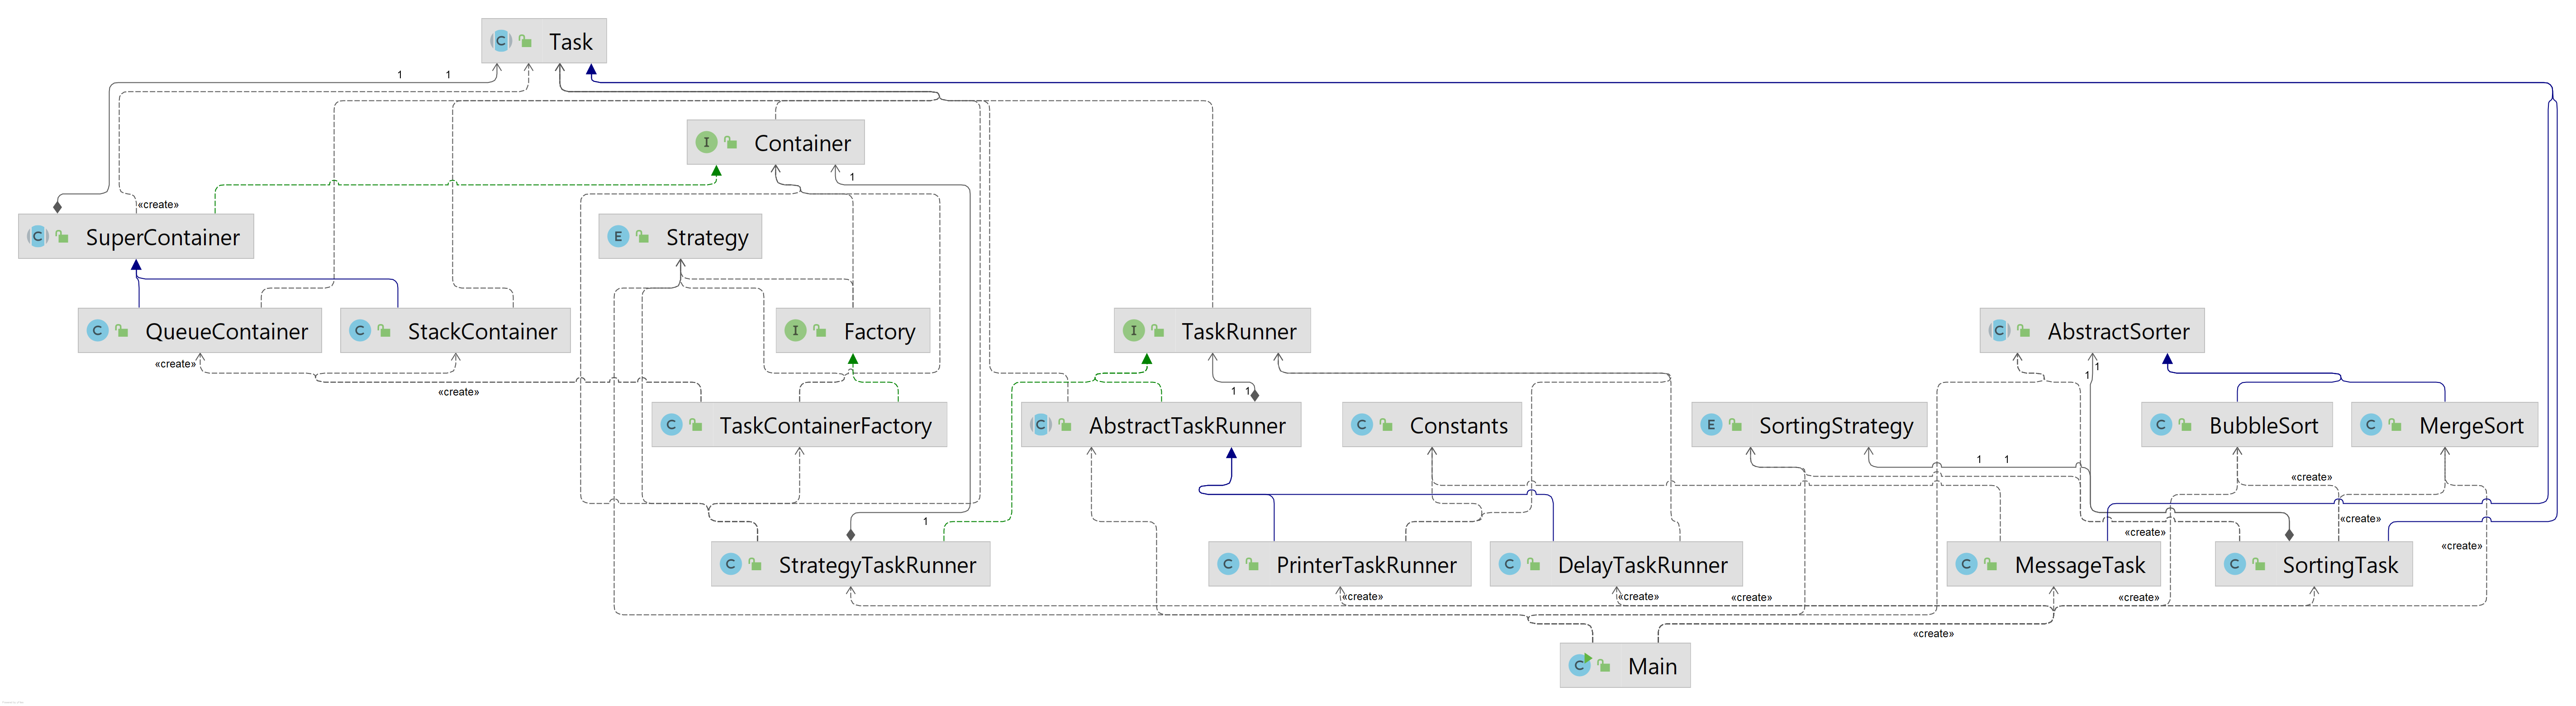 Task
1 1
Container
1
«create»
SuperContainer
Strategy
QueueContainer
StackContainer
Factory
TaskRunner
AbstractSorter
«create»
1
1
«create»
1 1
TaskContainerFactory
AbstractTaskRunner
Constants
SortingStrategy
BubbleSort
MergeSort
1 1
«create»
1
«create»
«create»
«create»
StrategyTaskRunner
PrinterTaskRunner
DelayTaskRunner
MessageTask
SortingTask
«create»
«create»
«create»
«create»
«create»
Main